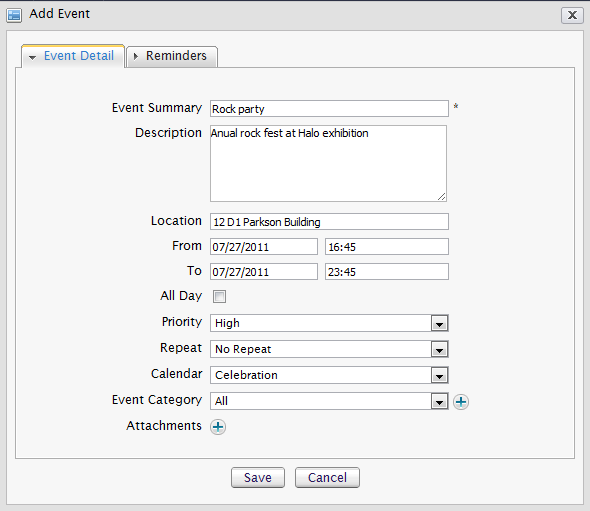 Add Event
Event Detail Reminders
Event Summary Rock party *
Description Anual rock fest at Halo exhibition
Location 12 D1 Parkson Building
From 07/27/2011 16:45
To 07/27/2011 23:45
All Day
Priority High
Repeat No Repeat
Calendar Celebration
Event Category All
Attachments
Save Cancel